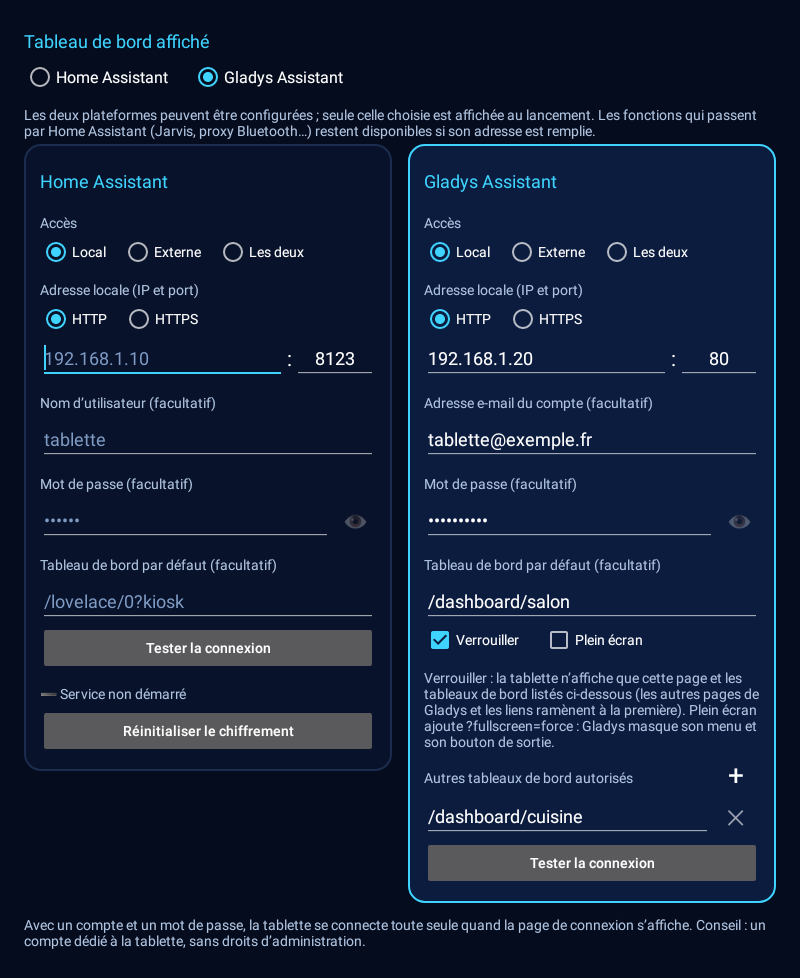 Tableau de bord affiché
Home Assistant
Gladys Assistant
Les deux plateformes peuvent être configurées ; seule celle choisie est affichée au lancement. Les fonctions qui passent
par Home Assistant (Jarvis, proxy Bluetooth…) restent disponibles si son adresse est remplie.
Home Assistant
Accès
Local
Externe
Les deux
Adresse locale (IP et port)
HTTP
HTTPS
192.168.1.10
:
8123
Nom d’utilisateur (facultatif)
tablette
Mot de passe (facultatif)
••••••
Tableau de bord par défaut (facultatif)
/lovelace/0?kiosk
Tester la connexion
Service non démarré
Réinitialiser le chiffrement
Gladys Assistant
Accès
Local
Externe
Les deux
Adresse locale (IP et port)
HTTP
HTTPS
192.168.1.20
:
80
Adresse e-mail du compte (facultatif)
tablette@exemple.fr
Mot de passe (facultatif)
••••••••••
Tableau de bord par défaut (facultatif)
/dashboard/salon
Verrouiller
Plein écran
Verrouiller : la tablette n’affiche que cette page et les
tableaux de bord listés ci-dessous (les autres pages de
Gladys et les liens ramènent à la première). Plein écran
ajoute ?fullscreen=force : Gladys masque son menu et
son bouton de sortie.
Autres tableaux de bord autorisés
+
/dashboard/cuisine
Tester la connexion
Avec un compte et un mot de passe, la tablette se connecte toute seule quand la page de connexion s’affiche. Conseil : un
compte dédié à la tablette, sans droits d’administration.